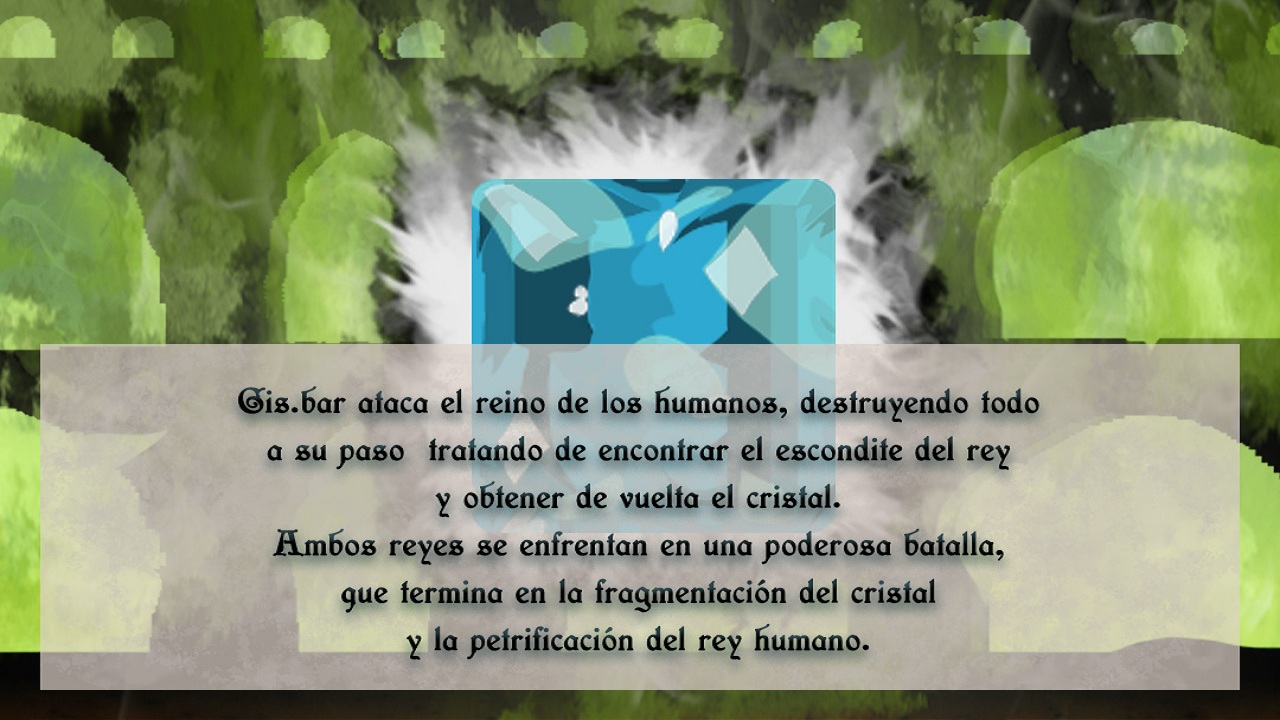 Gis.bar ataca el reino de los humanos, destruyendo todo
a su paso  tratando de encontrar el escondite del rey
y obtener de vuelta el cristal.
Ambos reyes se enfrentan en una poderosa batalla,
que termina en la fragmentación del cristal
y la petrificación del rey humano.